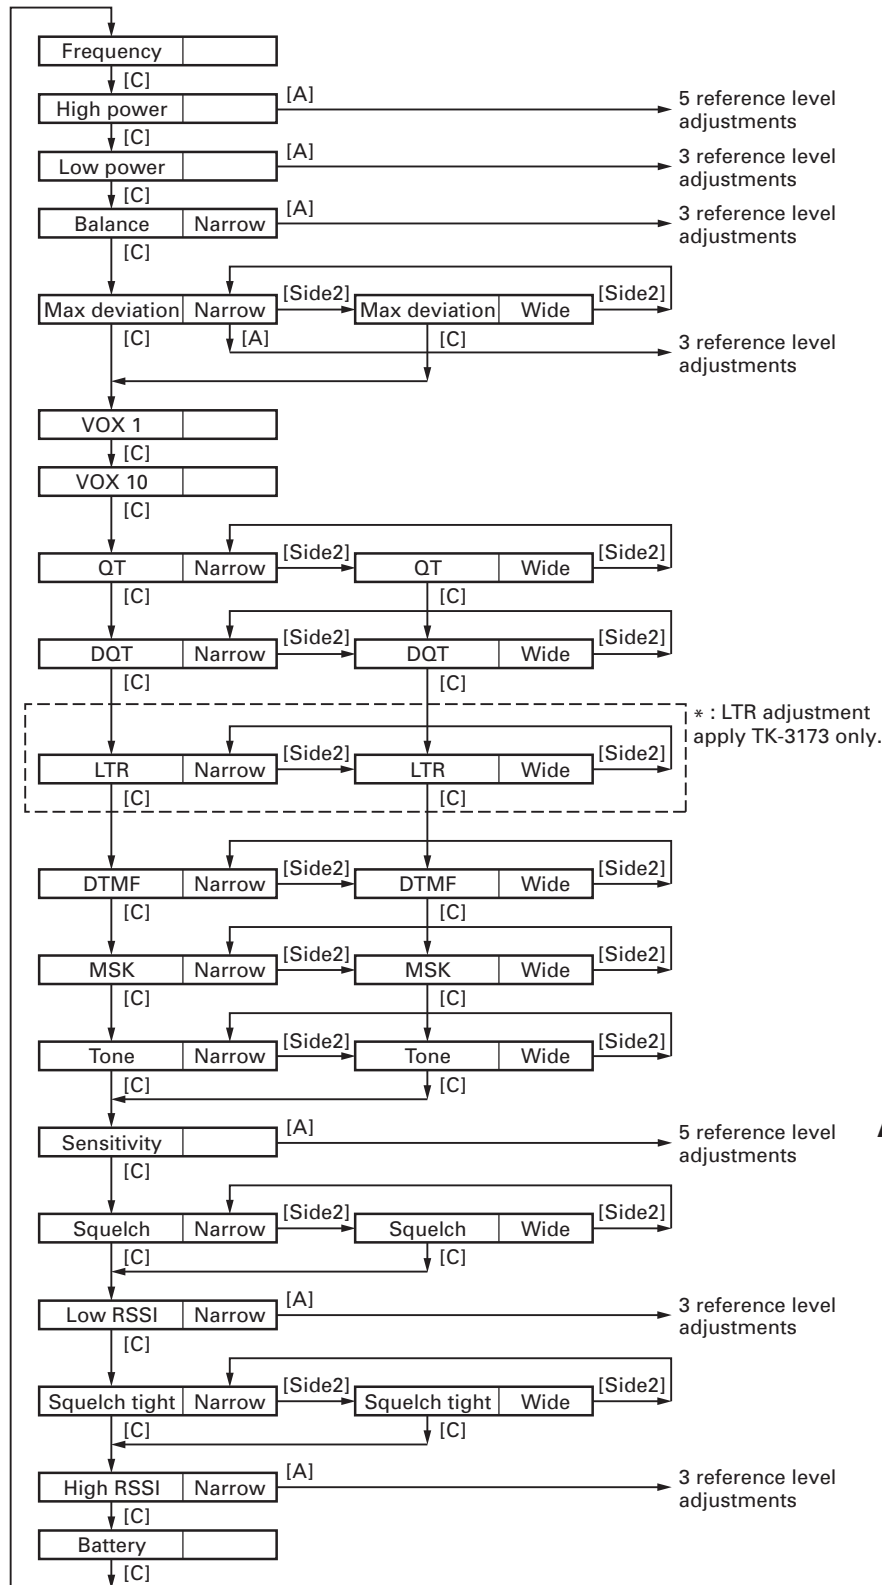 Frequency
[C]
High power
[A]
5 reference level
adjustments
[C]
Low power
[A]
3 reference level
adjustments
[C]
Balance Narrow
[A]
3 reference level
adjustments
[C]
Max deviation Narrow
[Side2]
Max deviation Wide
[Side2]
[C]
[A]
[C]
3 reference level
adjustments
VOX 1
[C]
VOX 10
[C]
QT Narrow
[Side2]
QT Wide
[Side2]
[C]
[C]
DQT Narrow
[Side2]
DQT Wide
[Side2]
[C]
[C]
* : LTR adjustment
apply TK-3173 only.
LTR Narrow
[Side2]
LTR Wide
[Side2]
[C]
[C]
DTMF Narrow
[Side2]
DTMF Wide
[Side2]
[C]
[C]
MSK Narrow
[Side2]
MSK Wide
[Side2]
[C]
[C]
Tone Narrow
[Side2]
Tone Wide
[Side2]
[C]
[C]
Sensitivity
[A]
5 reference level
adjustments
[C]
Squelch Narrow
[Side2]
Squelch Wide
[Side2]
[C]
[C]
Low RSSI Narrow
[A]
3 reference level
adjustments
[C]
Squelch tight Narrow
[Side2]
Squelch tight Wide
[Side2]
[C]
[C]
High RSSI Narrow
[A]
3 reference level
adjustments
[C]
Battery
[C]